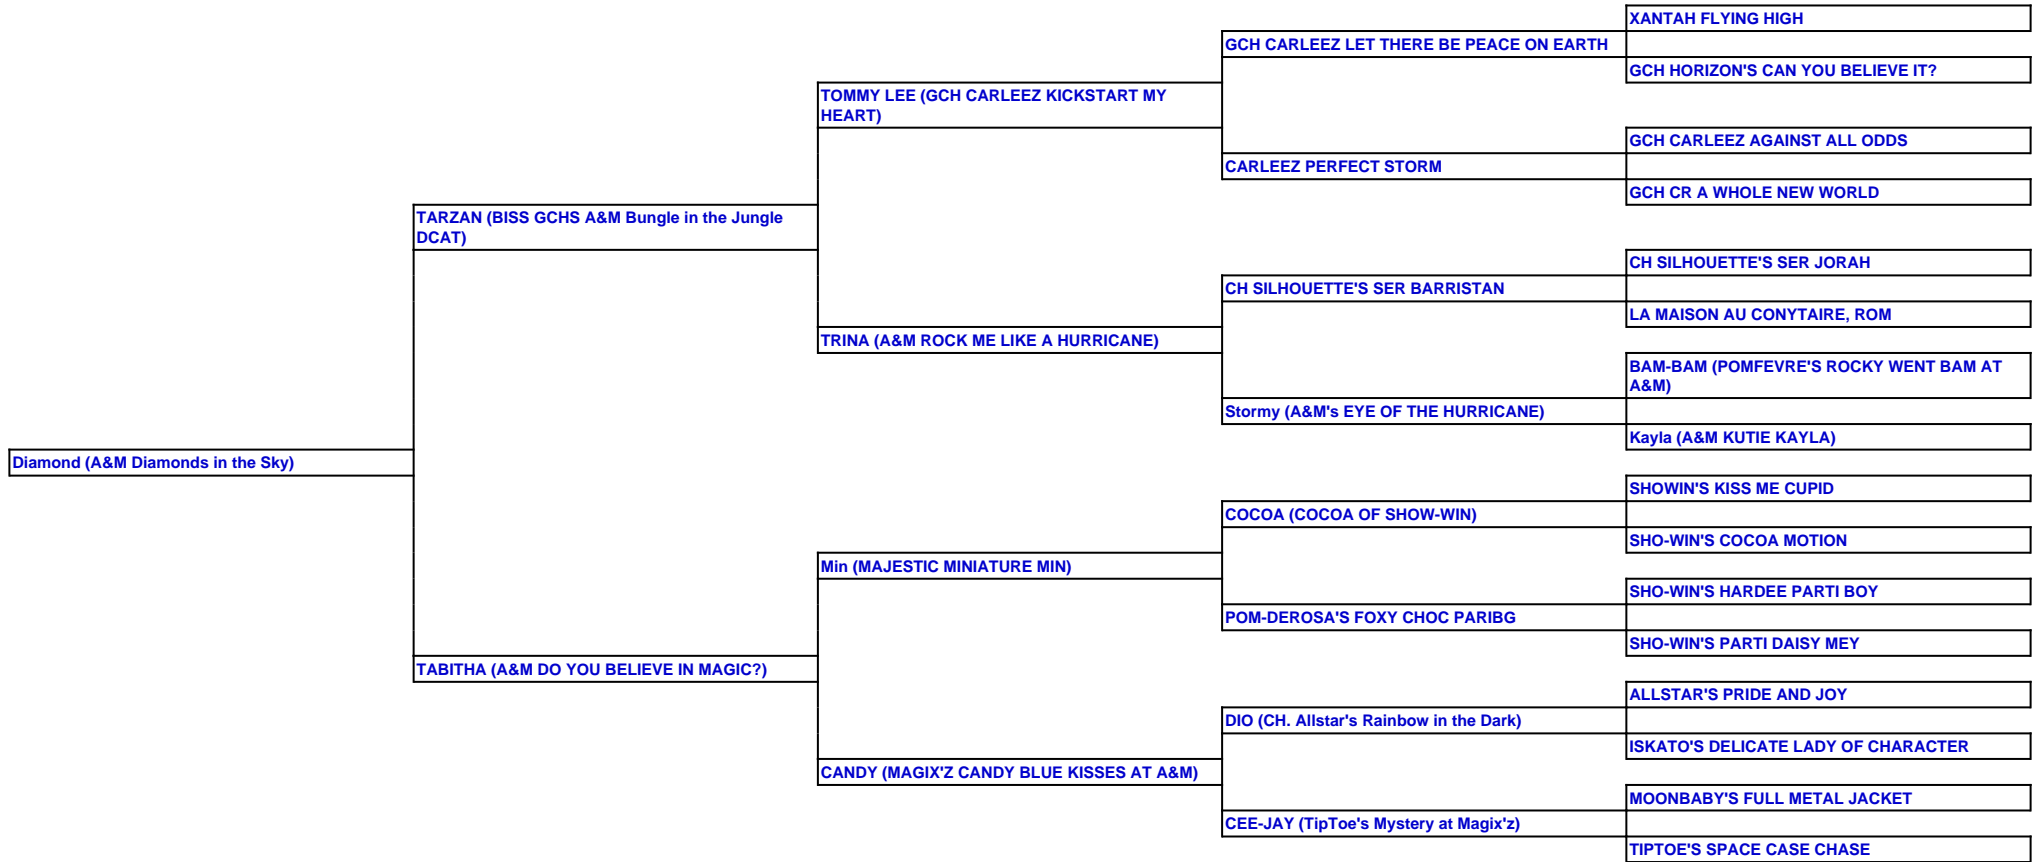 XANTAH FLYING HIGH
GCH CARLEEZ LET THERE BE PEACE ON EARTH
GCH HORIZON'S CAN YOU BELIEVE IT?
TOMMY LEE (GCH CARLEEZ KICKSTART MY
HEART)
GCH CARLEEZ AGAINST ALL ODDS
CARLEEZ PERFECT STORM
GCH CR A WHOLE NEW WORLD
TARZAN (BISS GCHS A&M Bungle in the Jungle
DCAT)
CH SILHOUETTE'S SER JORAH
CH SILHOUETTE'S SER BARRISTAN
LA MAISON AU CONYTAIRE, ROM
TRINA (A&M ROCK ME LIKE A HURRICANE)
BAM-BAM (POMFEVRE'S ROCKY WENT BAM AT
A&M)
Stormy (A&M's EYE OF THE HURRICANE)
Kayla (A&M KUTIE KAYLA)
Diamond (A&M Diamonds in the Sky)
SHOWIN'S KISS ME CUPID
COCOA (COCOA OF SHOW-WIN)
SHO-WIN'S COCOA MOTION
Min (MAJESTIC MINIATURE MIN)
SHO-WIN'S HARDEE PARTI BOY
POM-DEROSA'S FOXY CHOC PARIBG
SHO-WIN'S PARTI DAISY MEY
TABITHA (A&M DO YOU BELIEVE IN MAGIC?)
ALLSTAR'S PRIDE AND JOY
DIO (CH. Allstar's Rainbow in the Dark)
ISKATO'S DELICATE LADY OF CHARACTER
CANDY (MAGIX'Z CANDY BLUE KISSES AT A&M)
MOONBABY'S FULL METAL JACKET
CEE-JAY (TipToe's Mystery at Magix'z)
TIPTOE'S SPACE CASE CHASE